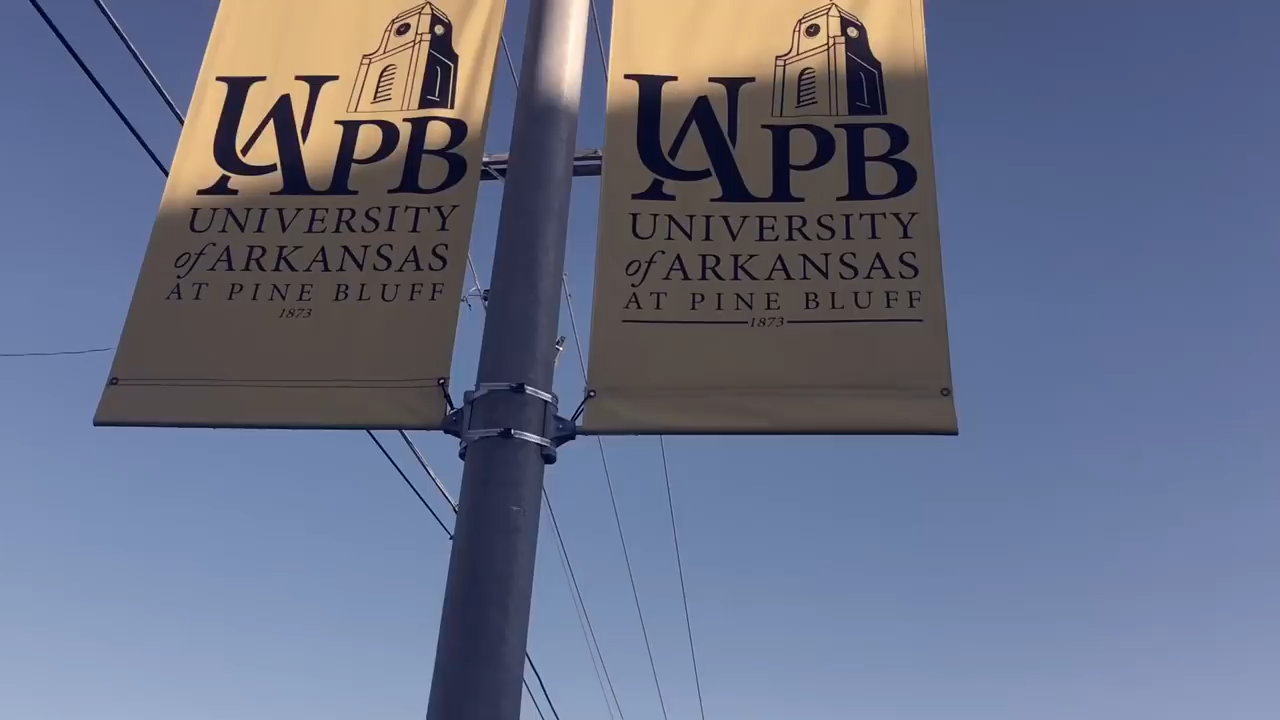 UAPB
UNIVERSITY
of ARKANSAS
AT PINE BLUFF
1873
UAPB
UNIVERSITY
of ARKANSAS
AT PINE BLUFF
1873